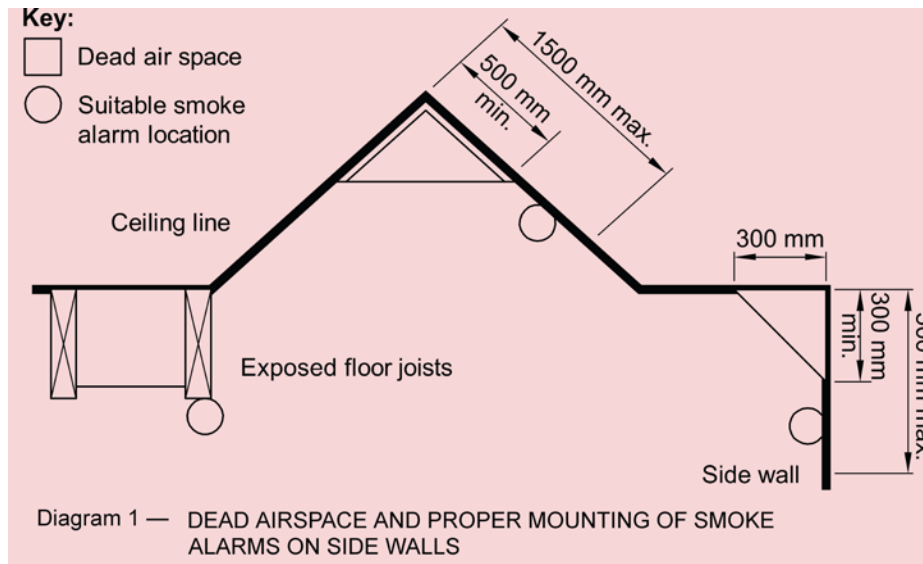 Key:
Dead air space
Suitable smoke
alarm location
1500 mm max.
500 mm
min.
Ceiling line
300 mm
300 mm
min.
mm max.
Exposed floor joists
Side wall
Diagram 1 — DEAD AIRSPACE AND PROPER MOUNTING OF SMOKE
ALARMS ON SIDE WALLS